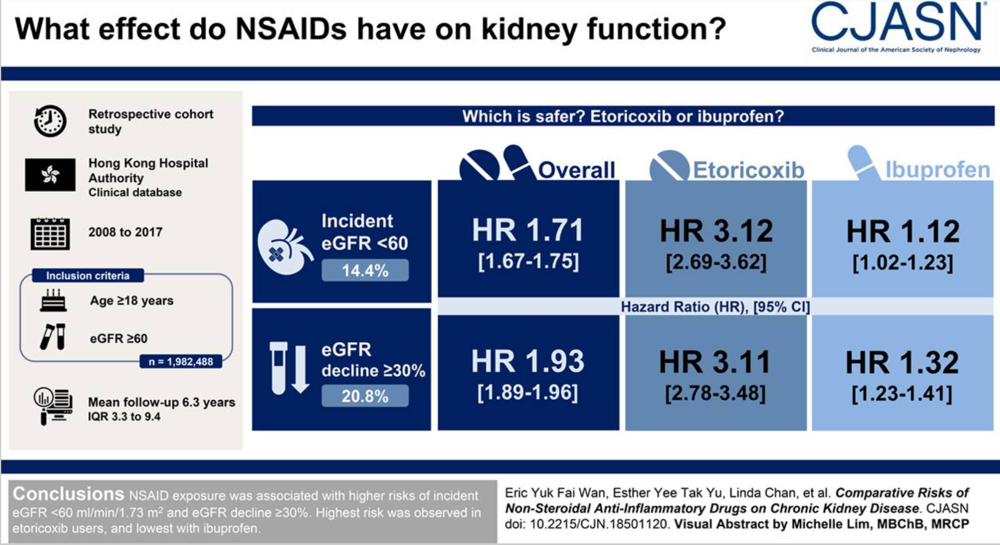 What effect do NSAIDs have on kidney function?
CJASN®
Clinical Journal of the American Society of Nephrology
Retrospective cohort
study
Hong Kong Hospital
Authority
Clinical database
2008 to 2017
Inclusion criteria
Age ≥18 years
eGFR ≥60
n = 1,982,488
Mean follow-up 6.3 years
IQR 3.3 to 9.4
Which is safer? Etoricoxib or ibuprofen?
Overall
Etoricoxib
Ibuprofen
Incident
eGFR <60
14.4%
HR 1.71
[1.67-1.75]
HR 3.12
[2.69-3.62]
HR 1.12
[1.02-1.23]
Hazard Ratio (HR), [95% CI]
eGFR
decline ≥30%
20.8%
HR 1.93
[1.89-1.96]
HR 3.11
[2.78-3.48]
HR 1.32
[1.23-1.41]
Conclusions NSAID exposure was associated with higher risks of incident
eGFR <60 ml/min/1.73 m² and eGFR decline ≥30%. Highest risk was observed in
etoricoxib users, and lowest with ibuprofen.
Eric Yuk Fai Wan, Esther Yee Tak Yu, Linda Chan, et al. Comparative Risks of
Non-Steroidal Anti-Inflammatory Drugs on Chronic Kidney Disease. CJASN
doi: 10.2215/CJN.18501120. Visual Abstract by Michelle Lim, MBChB, MRCP